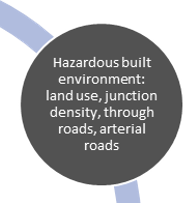 Hazardous built
environment:
land use, junction
density, through
roads, arterial
roads